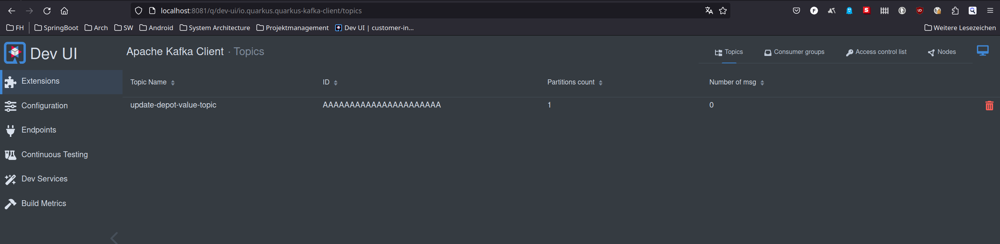 localhost:8081/q/dev-ui/io.quarkus.quarkus-kafka-client/topics
FH SpringBoot Arch SW Android System Architecture Projektmanagement Dev UI | customer-in... Weitere Lesezeichen
Dev UI Apache Kafka Client · Topics Topics Consumer groups Access control list Nodes
Extensions
Configuration
Endpoints
Continuous Testing
Dev Services
Build Metrics
Topic Name ID Partitions count Number of msg
update-depot-value-topic AAAAAAAAAAAAAAAAAAAAAA 1 0